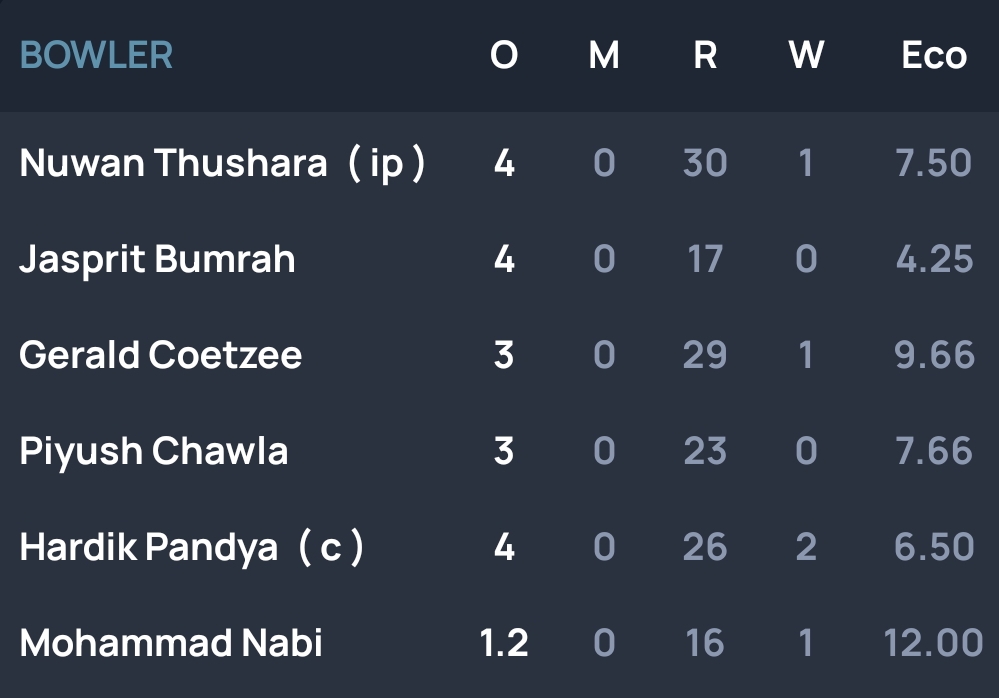 BOWLER O M R W Eco
Nuwan Thushara ( ip ) 4 0 30 1 7.50
Jasprit Bumrah 4 0 17 0 4.25
Gerald Coetzee 3 0 29 1 9.66
Piyush Chawla 3 0 23 0 7.66
Hardik Pandya ( c ) 4 0 26 2 6.50
Mohammad Nabi 1.2 0 16 1 12.00